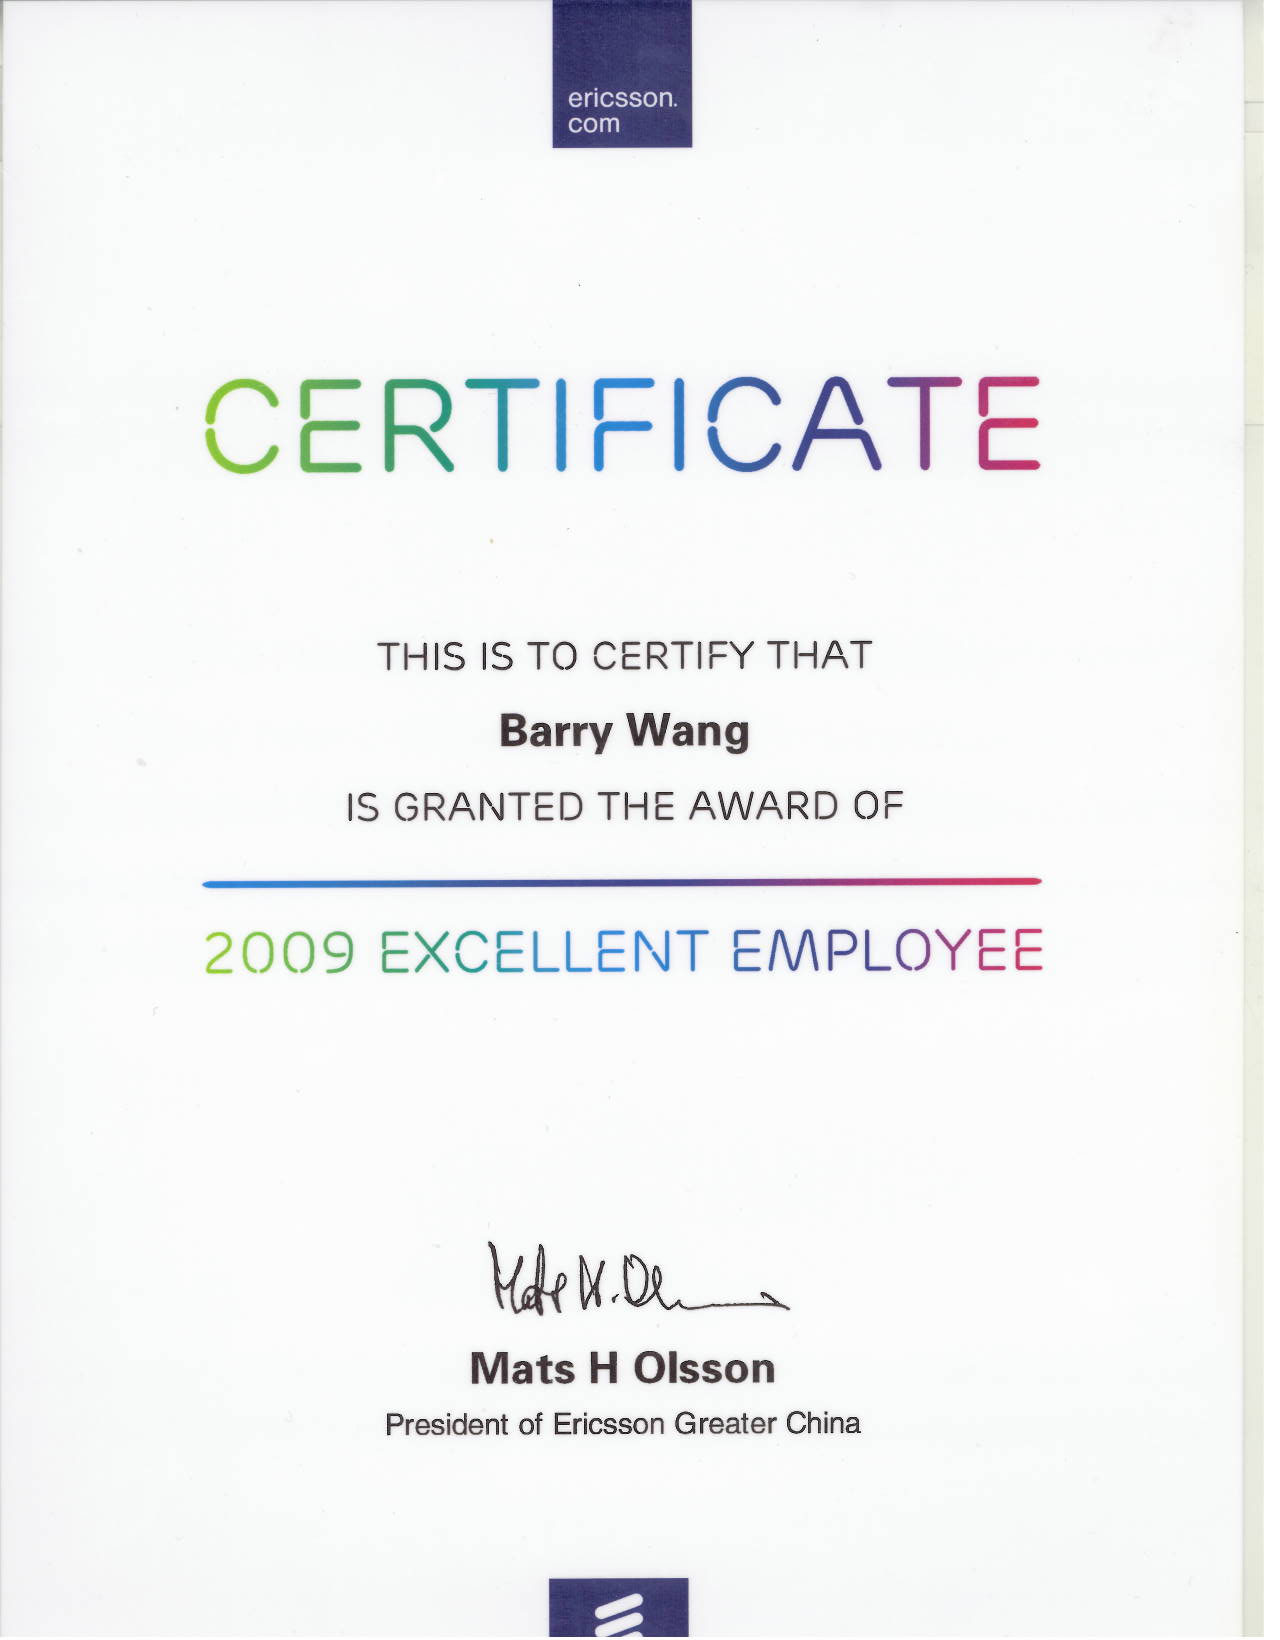 ericsson.
com
CERTIFICATE
THIS IS TO CERTIFY THAT
Barry Wang
IS GRANTED THE AWARD OF
2009 EXCELLENT EMPLOYEE
Mats H. Ol
Mats H Olsson
President of Ericsson Greater China